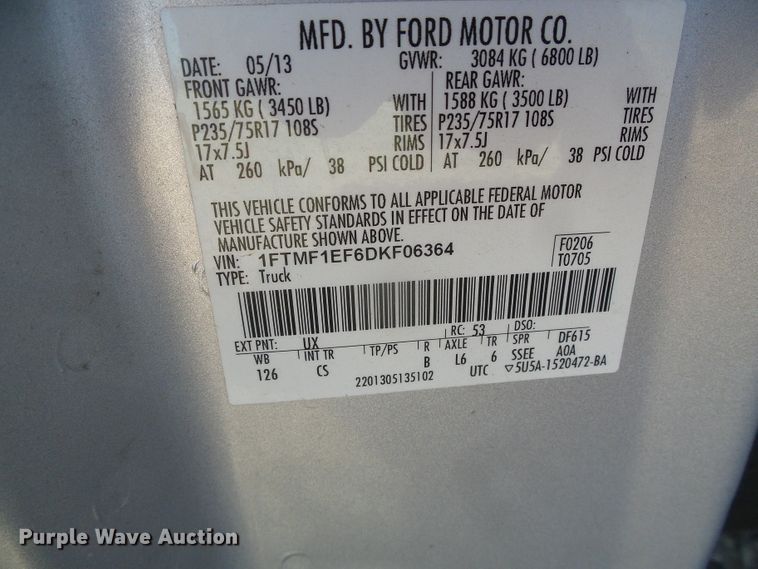 MFD. BY FORD MOTOR CO.
DATE: 05/13 GVWR: 3084 KG ( 6800 LB)
FRONT GAWR: REAR GAWR:
1565 KG ( 3450 LB) WITH 1588 KG ( 3500 LB) WITH
P235/75R17 108S TIRES P235/75R17 108S TIRES
17x7.5J RIMS 17x7.5J RIMS
AT 260 kPa/ 38 PSI COLD AT 260 kPa/ 38 PSI COLD
THIS VEHICLE CONFORMS TO ALL APPLICABLE FEDERAL MOTOR
VEHICLE SAFETY STANDARDS IN EFFECT ON THE DATE OF
MANUFACTURE SHOWN ABOVE.
VIN: 1FTMF1EF6DKF06364 F0206
TYPE: Truck T0705
EXT PNT: UX RC: 53 DSO:
WB INT TR TP/PS R AXLE TR SPR DF615
126 CS B L6 6 SSEE A0A
2201305135102 UTC ▽5U5A-1520472-BA
Purple Wave Auction